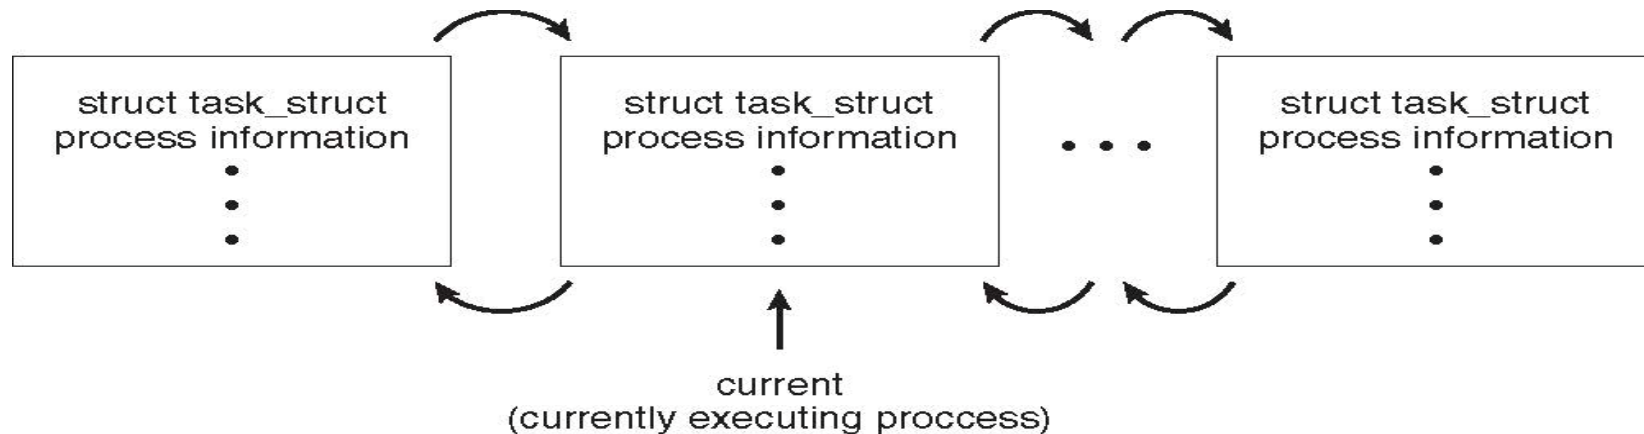 struct task_struct
process information
struct task_struct
process information
struct task_struct
process information
current
(currently executing proccess)